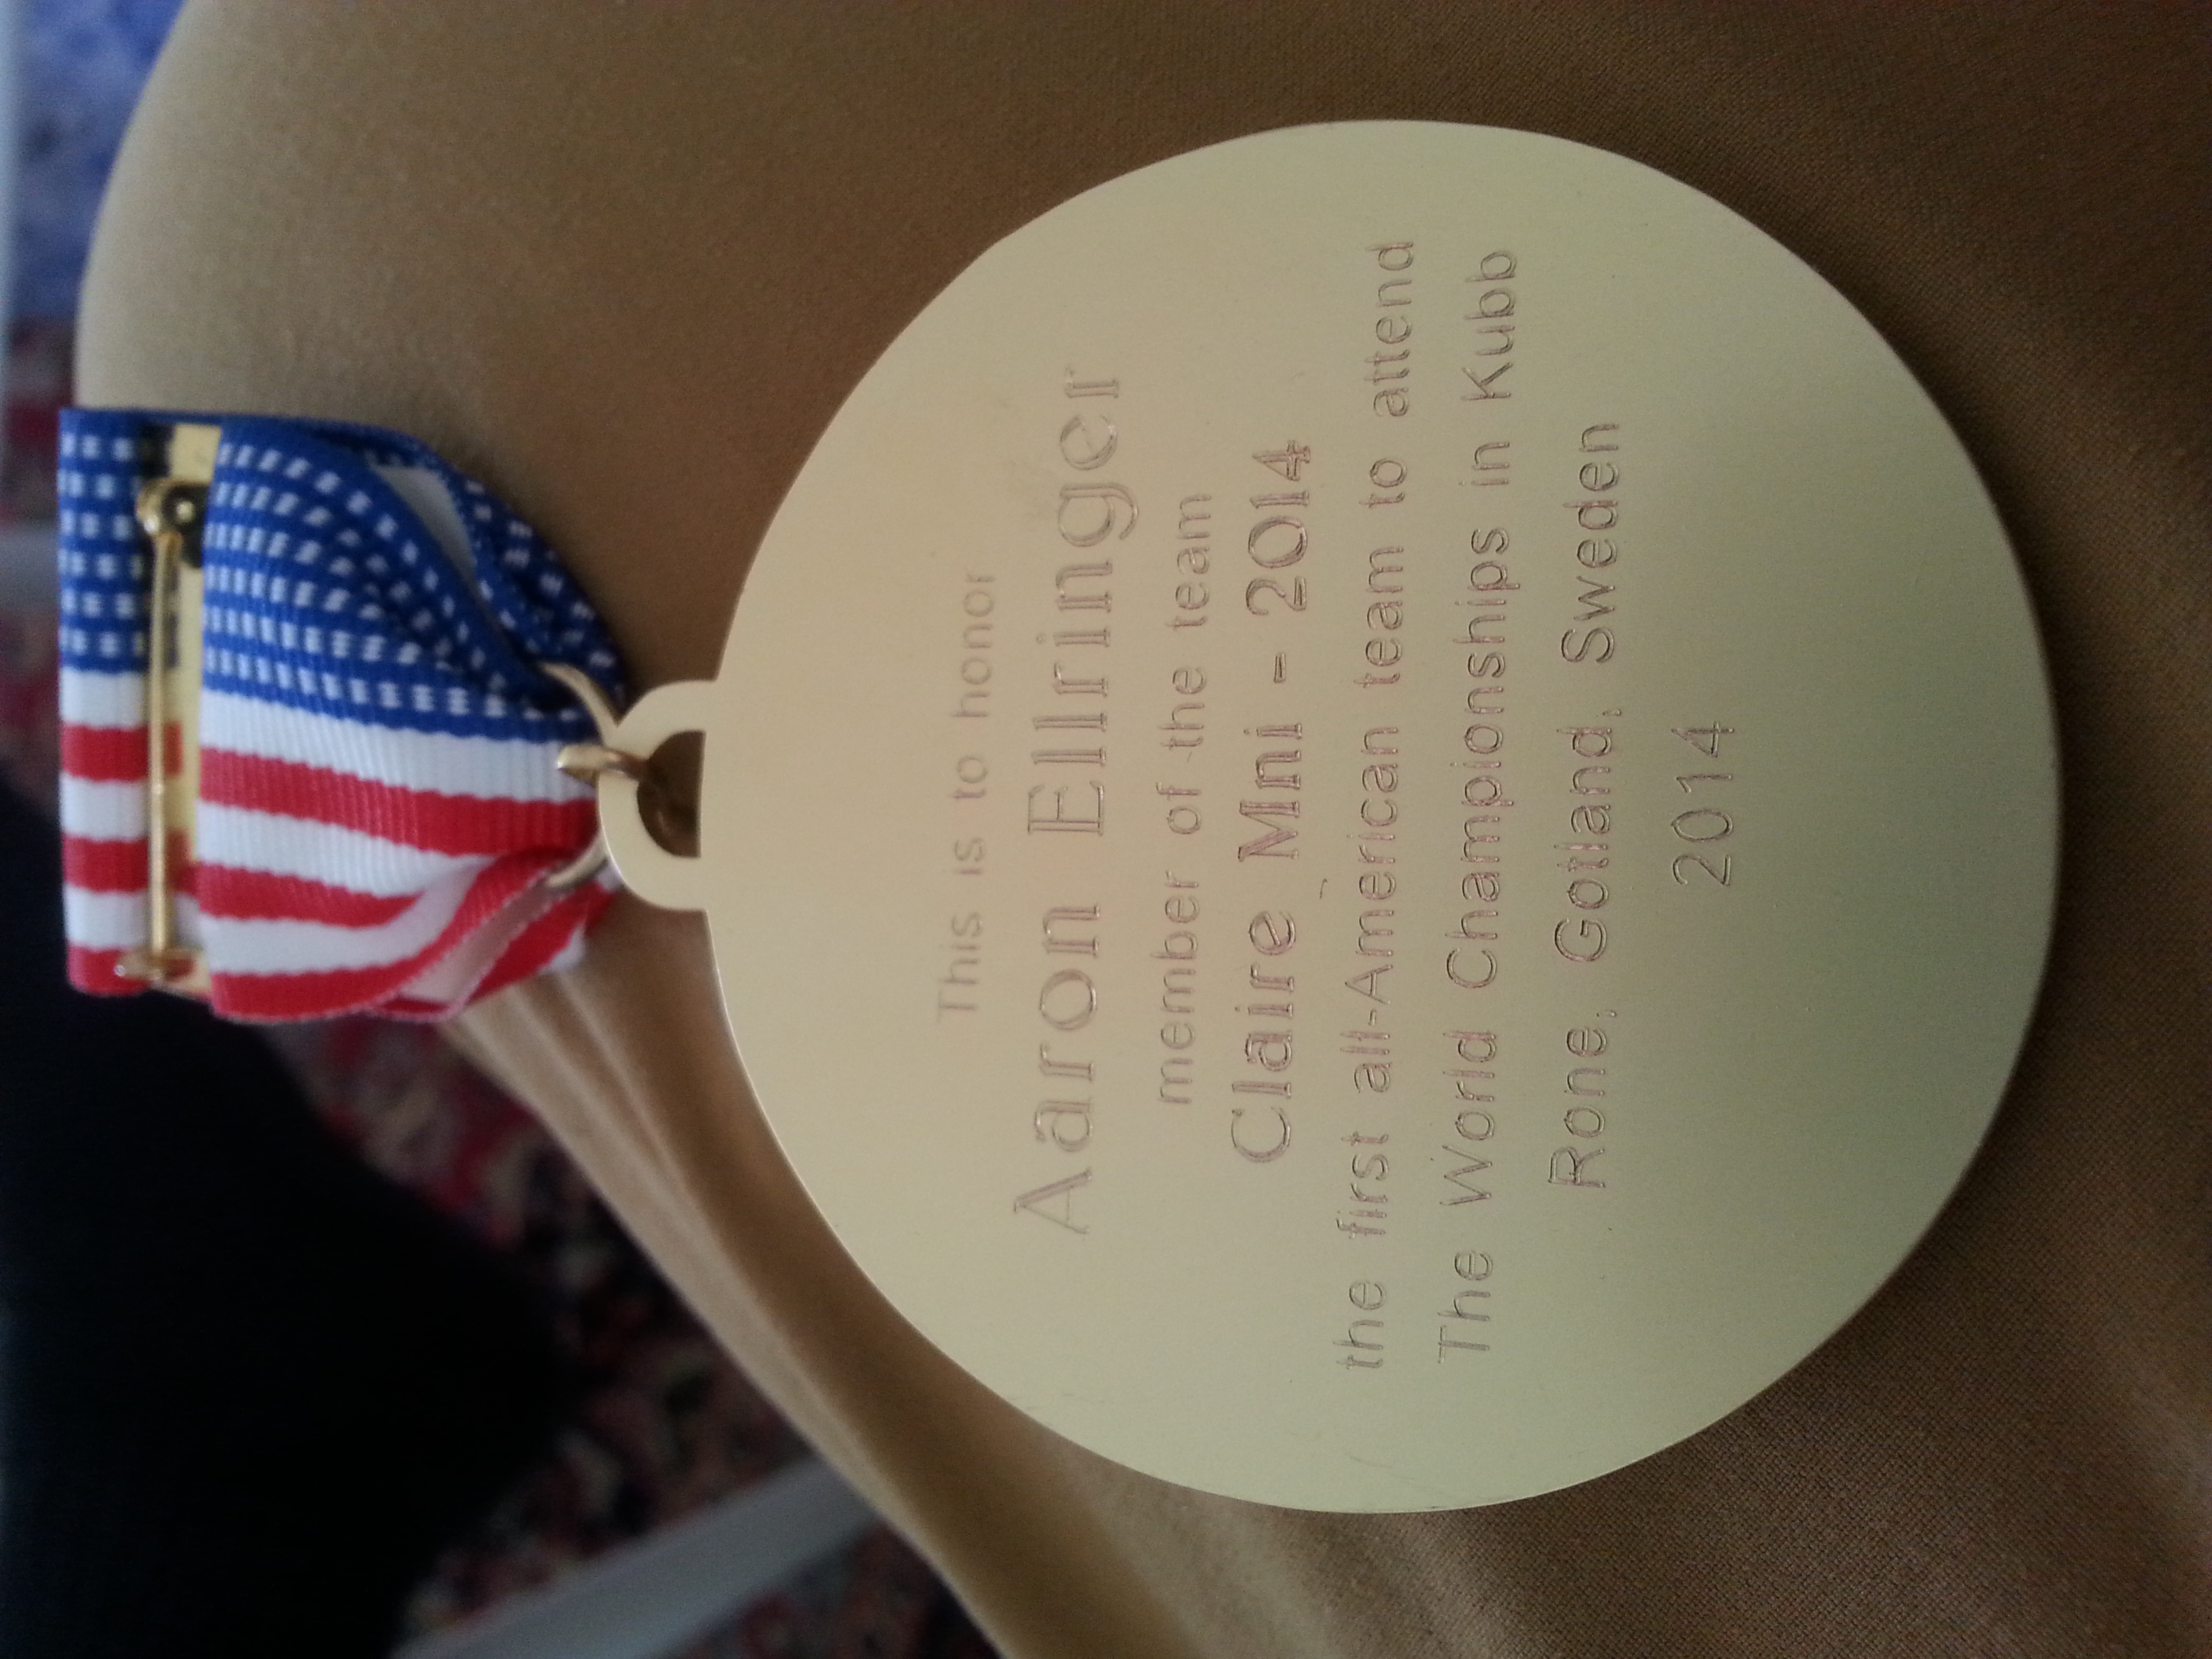 This is to honor
Aaron Ellringer
member of the team
Claire Mni - 2014
the first all-American team to attend
The World Championships in Kubb
Rone, Gotland, Sweden
2014